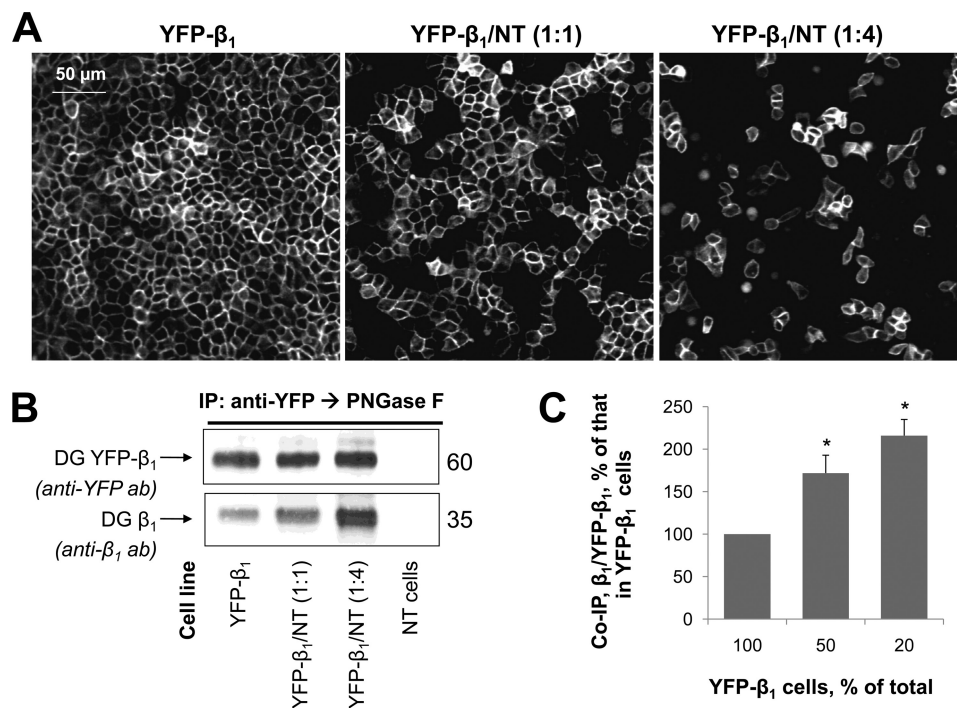 A
YFP-β₁
YFP-β₁/NT (1:1)
YFP-β₁/NT (1:4)
50 µm
B
IP: anti-YFP → PNGase F
DG YFP-β₁
(anti-YFP ab)
60
DG β₁
(anti-β₁ ab)
35
Cell line
YFP-β₁
YFP-β₁/NT (1:1)
YFP-β₁/NT (1:4)
NT cells
C
Co-IP, β₁/YFP-β₁, % of that
in YFP-β₁ cells
250
200
150
100
50
0
*
*
100
50
20
YFP-β₁ cells, % of total